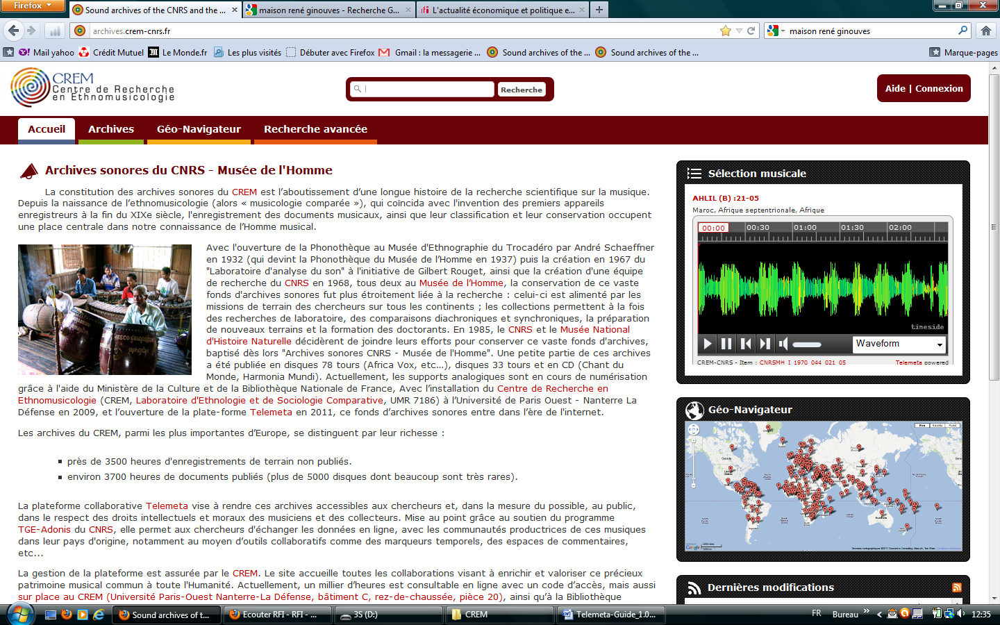 Firefox
Sound archives of the CNRS and the ...
maison rené ginouves - Recherche G...
L'actualité économique et politique e...
archives.crem-cnrs.fr
maison rené ginouves
Mail yahoo
Crédit Mutuel
Le Monde.fr
Les plus visités
Débuter avec Firefox
Gmail : la messagerie ...
Sound archives of the ...
Sound archives of the ...
Marque-pages
CREM
Centre de Recherche
en Ethnomusicologie
Recherche
Aide | Connexion
Accueil
Archives
Géo-Navigateur
Recherche avancée
Archives sonores du CNRS - Musée de l'Homme
La constitution des archives sonores du CREM est l’aboutissement d’une longue histoire de la recherche scientifique sur la musique.
Depuis la naissance de l’ethnomusicologie (alors « musicologie comparée »), qui coïncida avec l'invention des premiers appareils
enregistreurs à la fin du XIXe siècle, l'enregistrement des documents musicaux, ainsi que leur classification et leur conservation occupent
une place centrale dans notre connaissance de l’Homme musical.
Avec l'ouverture de la Phonothèque au Musée d'Ethnographie du Trocadéro par André Schaeffner
en 1932 (qui devint la Phonothèque du Musée de l’Homme en 1937) puis la création en 1967 du
"Laboratoire d'analyse du son" à l'initiative de Gilbert Rouget, ainsi que la création d'une équipe
de recherche du CNRS en 1968, tous deux au Musée de l’Homme, la conservation de ce vaste
fonds d'archives sonores fut plus étroitement liée à la recherche : celui-ci est alimenté par les
missions de terrain des chercheurs sur tous les continents ; les collections permettent à la fois
des recherches de laboratoire, des comparaisons diachroniques et synchroniques, la préparation
de nouveaux terrains et la formation des doctorants. En 1985, le CNRS et le Musée National
d'Histoire Naturelle décidèrent de joindre leurs efforts pour conserver ce vaste fonds d'archives,
baptisé dès lors "Archives sonores CNRS - Musée de l'Homme". Une petite partie de ces archives
a été publiée en disques 78 tours (Africa Vox, etc...), disques 33 tours et en CD (Chant du
Monde, Harmonia Mundi). Actuellement, les supports analogiques sont en cours de numérisation
grâce à l'aide du Ministère de la Culture et de la Bibliothèque Nationale de France, Avec l’installation du Centre de Recherche en
Ethnomusicologie (CREM, Laboratoire d'Ethnologie et de Sociologie Comparative, UMR 7186) à l’Université de Paris Ouest - Nanterre La
Défense en 2009, et l’ouverture de la plate-forme Telemeta en 2011, ce fonds d’archives sonores entre dans l’ère de l'internet.
Les archives du CREM, parmi les plus importantes d’Europe, se distinguent par leur richesse :
près de 3500 heures d'enregistrements de terrain non publiés.
environ 3700 heures de documents publiés (plus de 5000 disques dont beaucoup sont très rares).
La plateforme collaborative Telemeta vise à rendre ces archives accessibles aux chercheurs et, dans la mesure du possible, au public,
dans le respect des droits intellectuels et moraux des musiciens et des collecteurs. Mise au point grâce au soutien du programme
TGE-Adonis du CNRS, elle permet aux chercheurs d'échanger les données en ligne, avec les communautés productrices de ces musiques
dans leur pays d'origine, notamment au moyen d’outils collaboratifs comme des marqueurs temporels, des espaces de commentaires,
etc...
La gestion de la plateforme est assurée par le CREM. Le site accueille toutes les collaborations visant à enrichir et valoriser ce précieux
patrimoine musical commun à toute l'Humanité. Actuellement, un millier d’heures est consultable en ligne avec un code d’accès, mais aussi
sur place au CREM (Université Paris-Ouest Nanterre-La Défense, bâtiment C, rez-de-chaussée, pièce 20), ainsi qu’à la Bibliothèque
Sélection musicale
AHLIL (B) :21-05
Maroc, Afrique septentrionale, Afrique
00:00 00:30 01:00 01:30 02:00
timeside
Waveform
CREM-CNRS - Item : CNRSMH_I_1970_044_021_05
Telemeta powered
Géo-Navigateur
Dernières modifications
Sound archives of t...
Ecouter RFI - RFI - ...
3S (D:)
CREM
Telemeta-Guide_1.0...
FR
Bureau
12:35